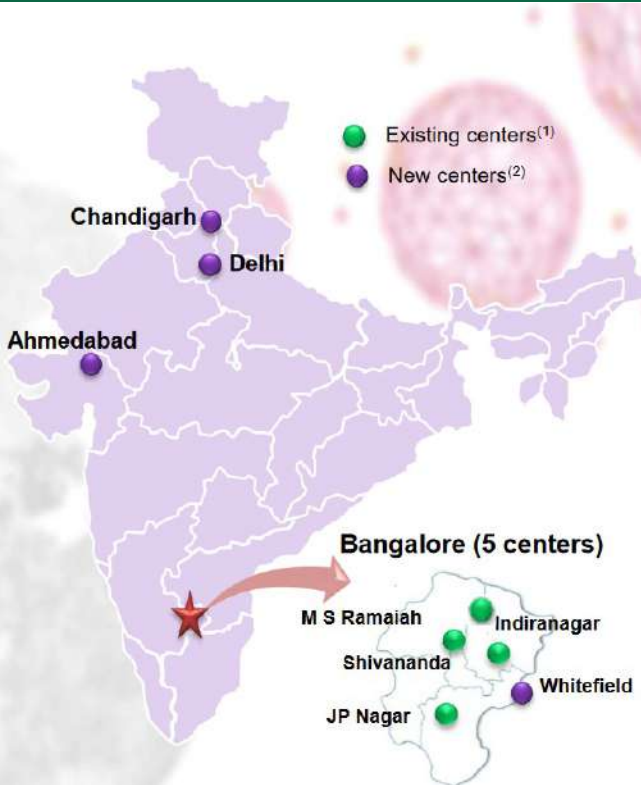 Existing centers(1)
New centers(2)
Chandigarh
Delhi
Ahmedabad
Bangalore (5 centers)
M S Ramaiah
Indiranagar
Shivananda
Whitefield
JP Nagar